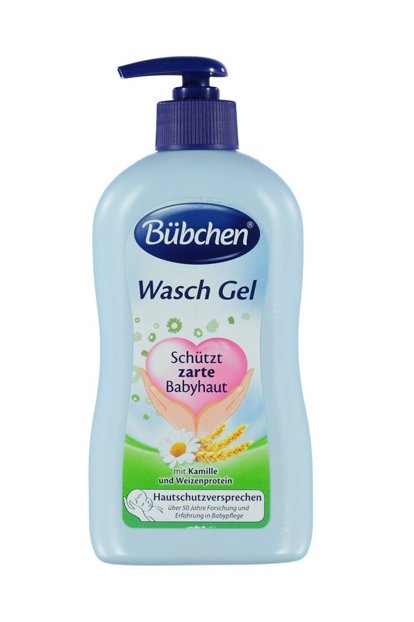 Bübchen®
Wasch Gel
Schützt
zarte
Babyhaut
mit Kamille
und Weizenprotein
Hautschutzversprechen
über 50 Jahre Forschung und
Erfahrung in Babypflege